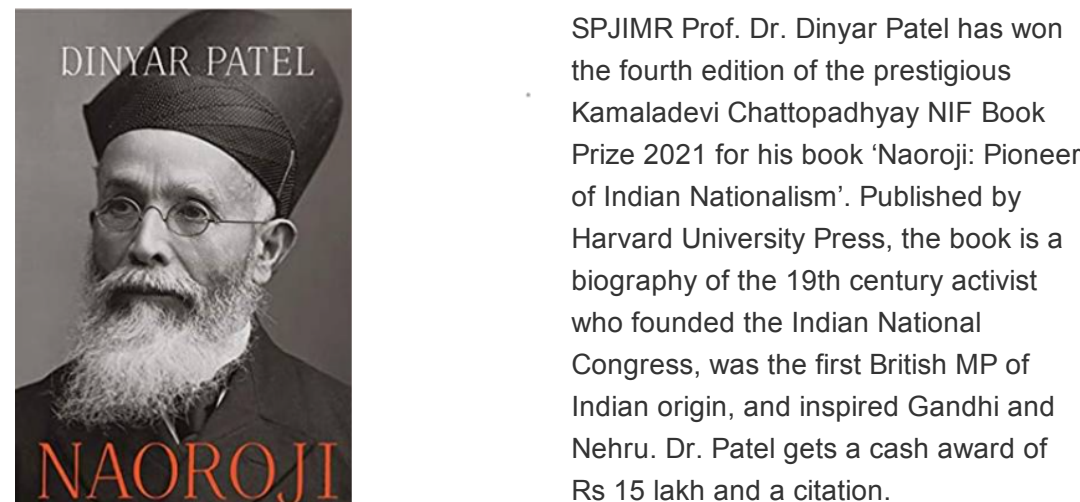 DINYAR PATEL
NAOROJI
SPJIMR Prof. Dr. Dinyar Patel has won
the fourth edition of the prestigious
Kamaladevi Chattopadhyay NIF Book
Prize 2021 for his book ‘Naoroji: Pioneer
of Indian Nationalism’. Published by
Harvard University Press, the book is a
biography of the 19th century activist
who founded the Indian National
Congress, was the first British MP of
Indian origin, and inspired Gandhi and
Nehru. Dr. Patel gets a cash award of
Rs 15 lakh and a citation.